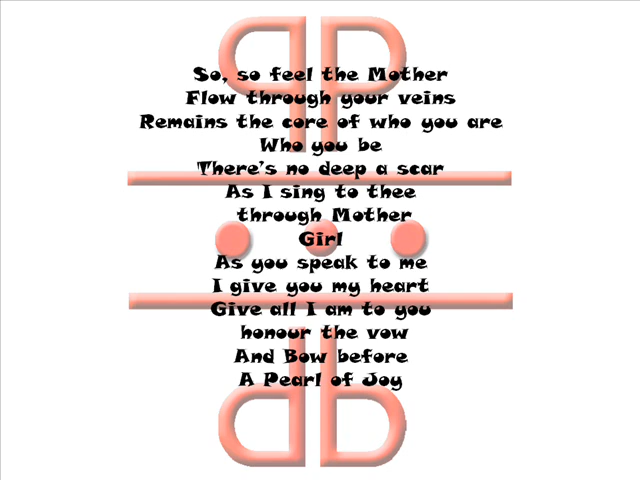 So, so feel the Mother
Flow through your veins
Remains the core of who you are
Who you be
There's no deep a scar
As I sing to thee
through Mother
Girl
As you speak to me
I give you my heart
Give all I am to you
honour the vow
And Bow before
A Pearl of Joy